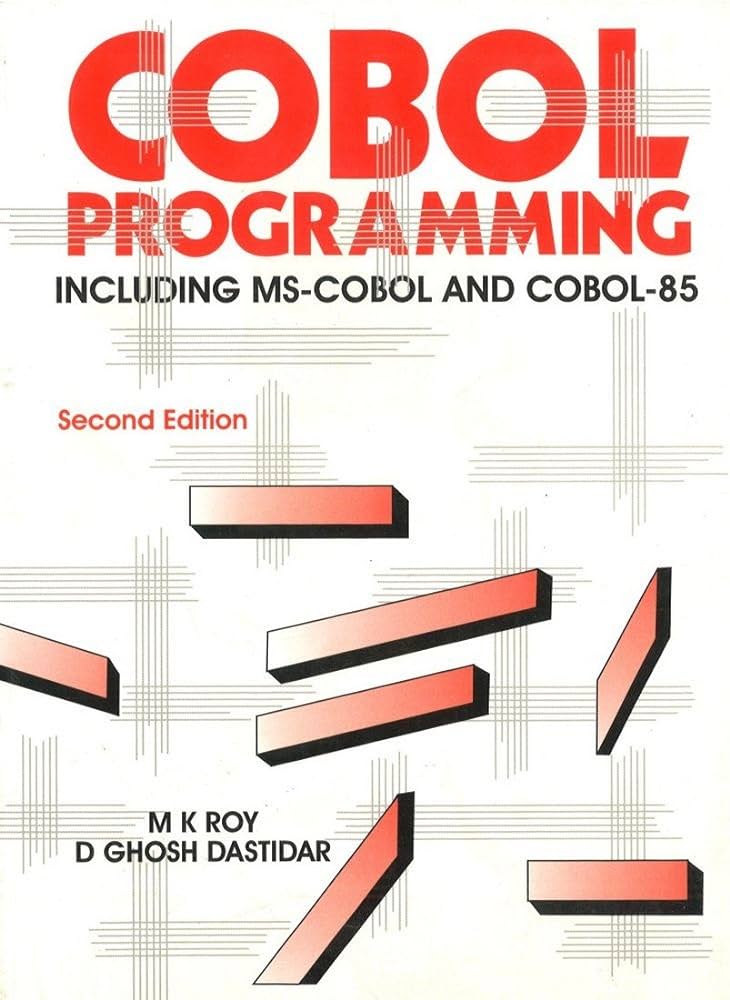 COBOL
PROGRAMMING
INCLUDING MS-COBOL AND COBOL-85
Second Edition
M K ROY
D GHOSH DASTIDAR